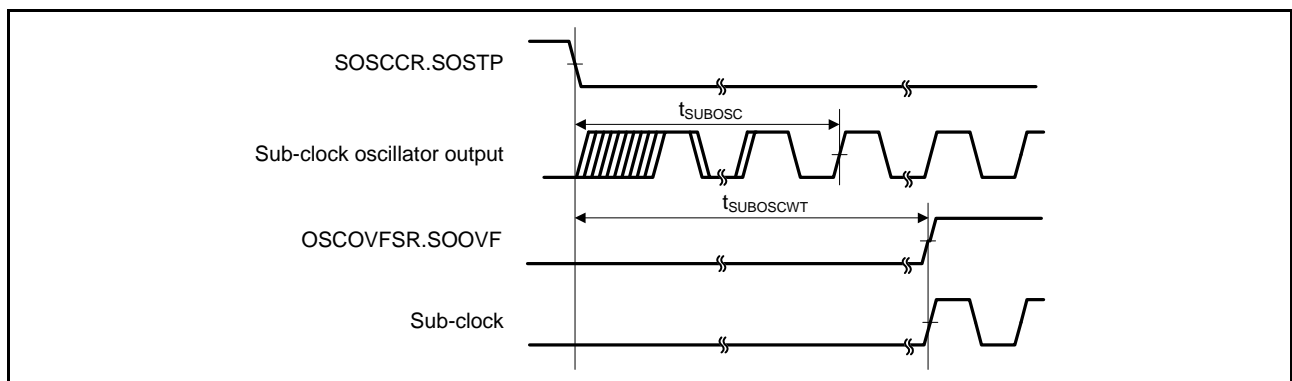 SOSCCR.SOSTP
tSUBOSC
Sub-clock oscillator output
tSUBOSCWT
OSCOVFSR.SOOVF
Sub-clock